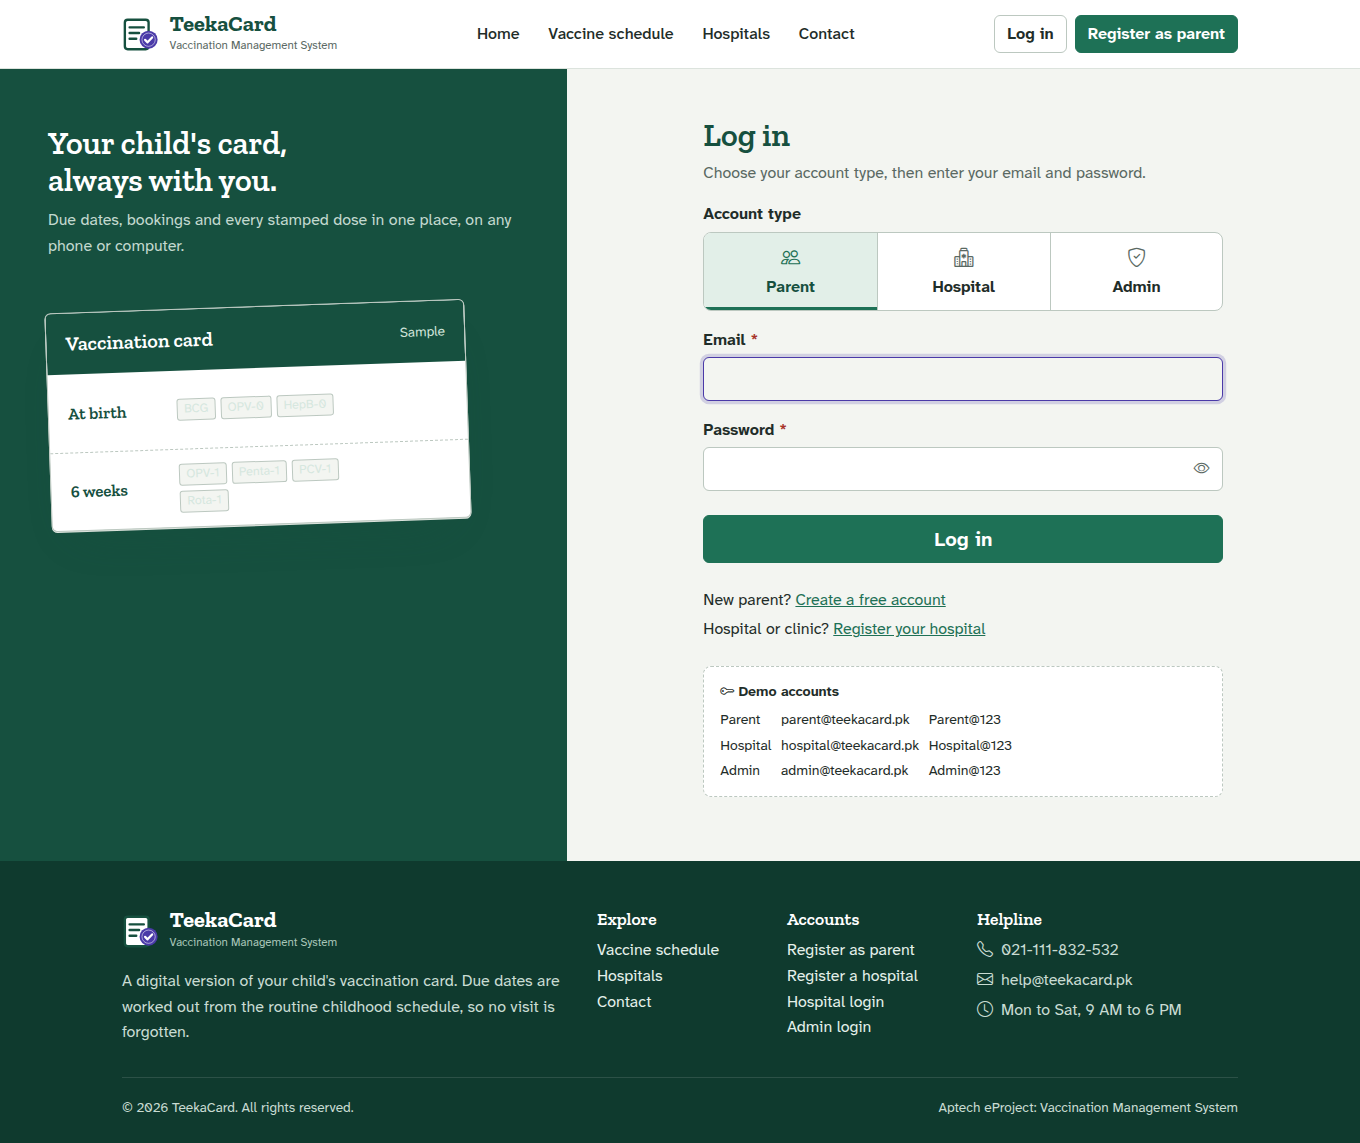 TeekaCard
Vaccination Management System
Home
Vaccine schedule
Hospitals
Contact
Log in
Register as parent
Your child's card,
always with you.
Due dates, bookings and every stamped dose in one place, on any
phone or computer.
Vaccination card
Sample
At birth
BCG
OPV-0
HepB-0
6 weeks
OPV-1
Penta-1
PCV-1
Rota-1
Log in
Choose your account type, then enter your email and password.
Account type
Parent
Hospital
Admin
Email *
Password *
Log in
New parent? Create a free account
Hospital or clinic? Register your hospital
Demo accounts
Parent parent@teekacard.pk Parent@123
Hospital hospital@teekacard.pk Hospital@123
Admin admin@teekacard.pk Admin@123
TeekaCard
Vaccination Management System
A digital version of your child's vaccination card. Due dates are
worked out from the routine childhood schedule, so no visit is
forgotten.
Explore
Vaccine schedule
Hospitals
Contact
Accounts
Register as parent
Register a hospital
Hospital login
Admin login
Helpline
021-111-832-532
help@teekacard.pk
Mon to Sat, 9 AM to 6 PM
© 2026 TeekaCard. All rights reserved.
Aptech eProject: Vaccination Management System